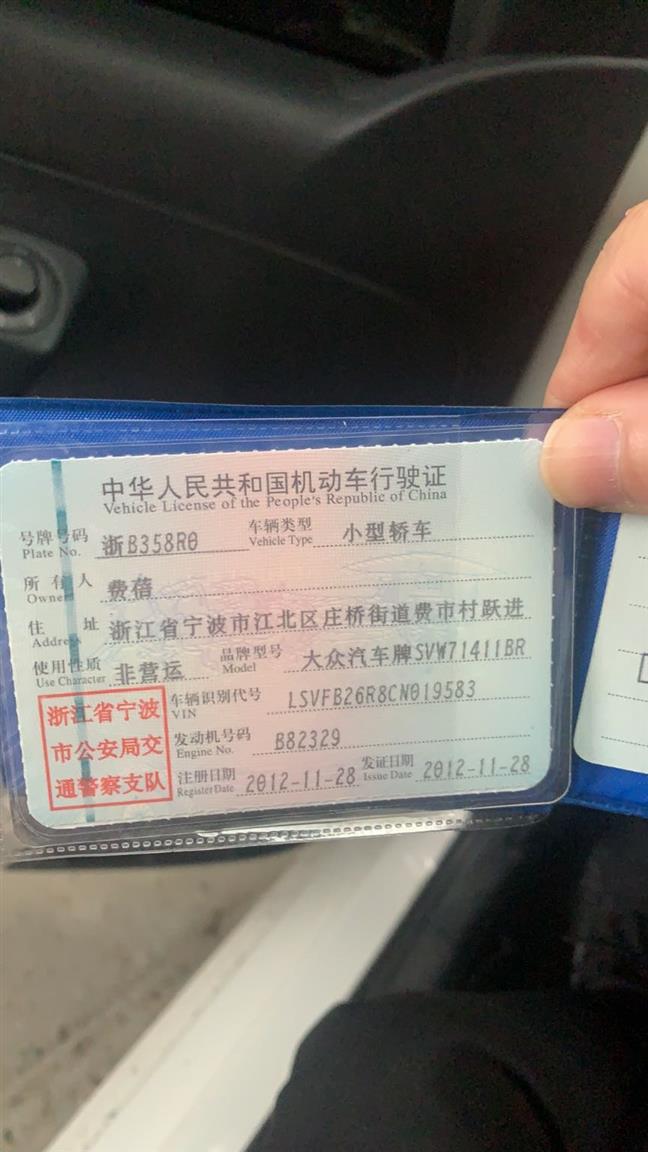 中华人民共和国机动车行驶证
Vehicle License of the People's Republic of China
号牌号码 浙B358R0 车辆类型 小型轿车
Plate No. Vehicle Type
所有人 费蓓
Owner
住址 浙江省宁波市江北区庄桥街道费市村跃进
Address
使用性质 非营运 品牌型号 大众汽车牌SVW71411BR
Use Character Model
浙江省宁波
市公安局交
通警察支队
车辆识别代号 LSVFB26R8CN019583
VIN
发动机号码 B82329
Engine No.
注册日期 2012-11-28 发证日期 2012-11-28
Register Date Issue Date